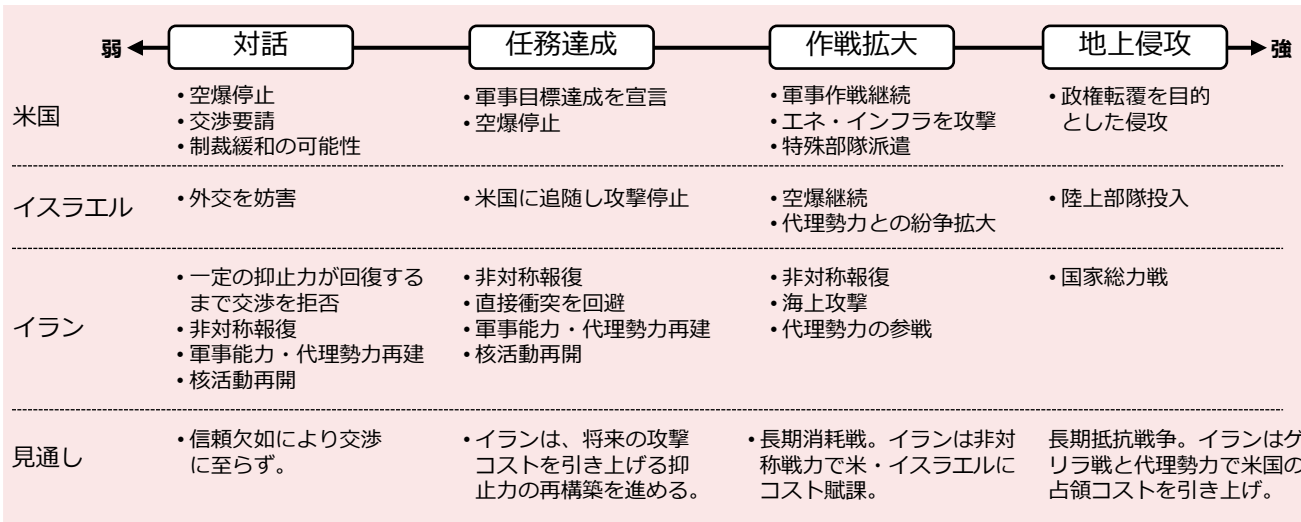 弱 対話 任務達成 作戦拡大 地上侵攻 強
米国
•空爆停止
•交渉要請
•制裁緩和の可能性
•軍事目標達成を宣言
•空爆停止
•軍事作戦継続
•エネ・インフラを攻撃
•特殊部隊派遣
•政権転覆を目的
とした侵攻
イスラエル
•外交を妨害
•米国に追随し攻撃停止
•空爆継続
•代理勢力との紛争拡大
•陸上部隊投入
イラン
•一定の抑止力が回復する
まで交渉を拒否
•非対称報復
•軍事能力・代理勢力再建
•核活動再開
•非対称報復
•直接衝突を回避
•軍事能力・代理勢力再建
•核活動再開
•非対称報復
•海上攻撃
•代理勢力の参戦
•国家総力戦
見通し
•信頼欠如により交渉
に至らず。
•イランは、将来の攻撃
コストを引き上げる抑
止力の再構築を進める。
•長期消耗戦。イランは非対
称戦力で米・イスラエルに
コスト賦課。
長期抵抗戦争。イランはゲ
リラ戦と代理勢力で米国の
占領コストを引き上げ。